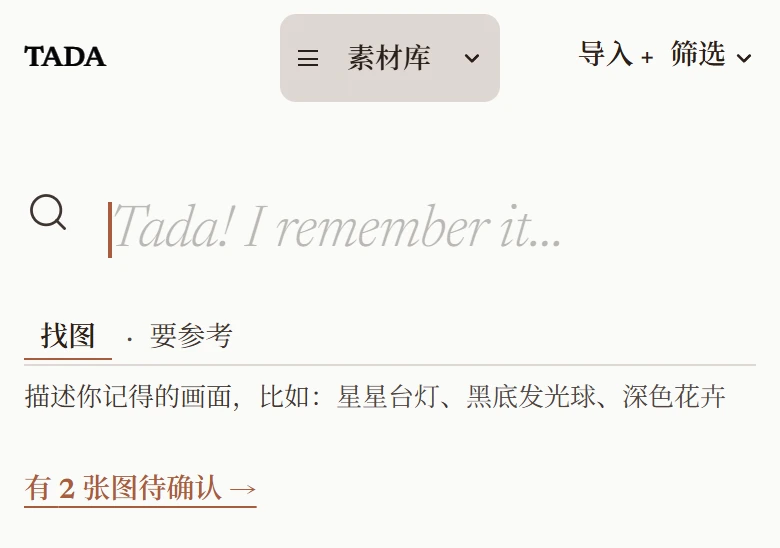 TADA
素材库
导入 + 筛选
Tada! I remember it...
找图 · 要参考
描述你记得的画面，比如：星星台灯、黑底发光球、深色花卉
有 2 张图待确认 →